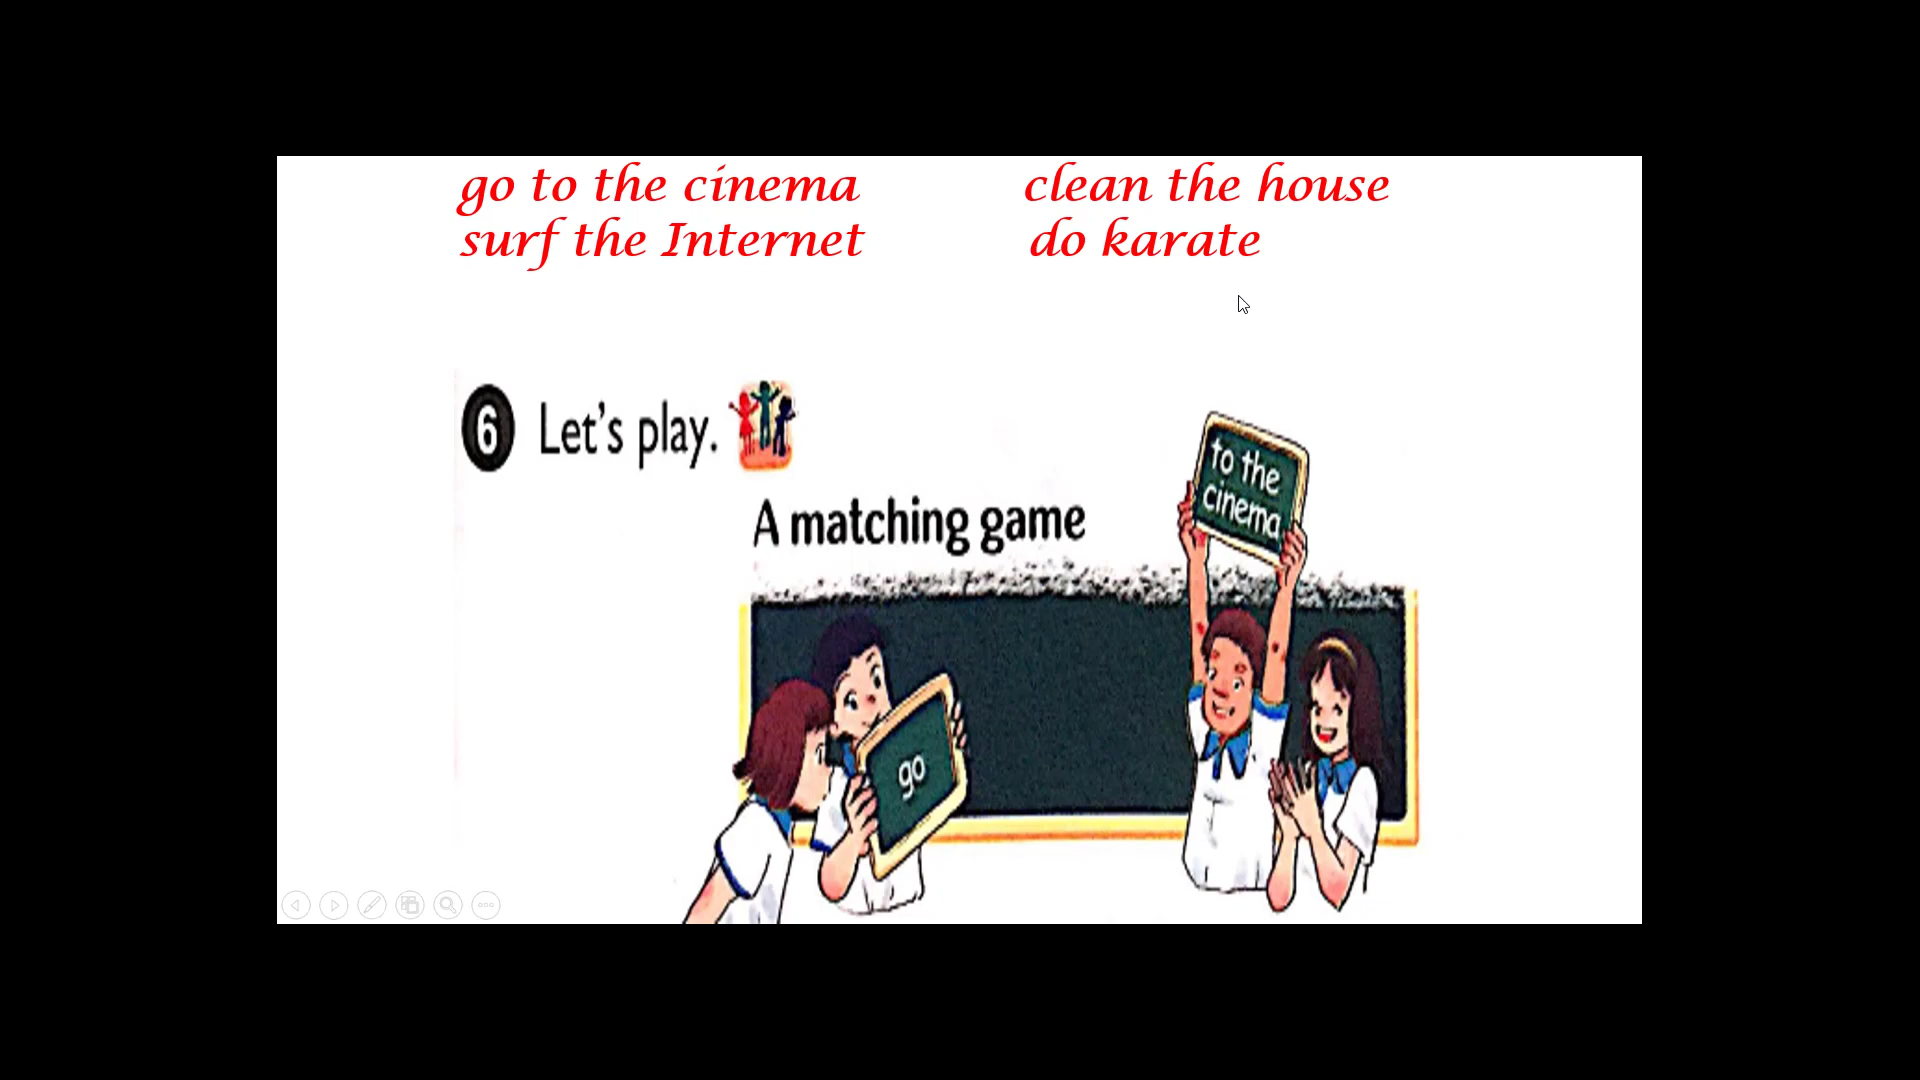 go to the cinema clean the house
surf the Internet do karate
6 Let's play.
A matching game
to the
cinema
go